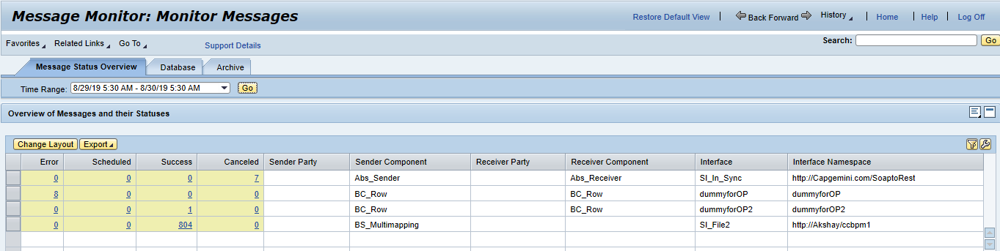 Message Monitor: Monitor Messages
Restore Default View Back Forward History Home Help Log Off
Favorites Related Links Go To Support Details Search: Go
Message Status Overview Database Archive
Time Range: 8/29/19 5:30 AM - 8/30/19 5:30 AM Go
Overview of Messages and their Statuses
Change Layout Export
Error Scheduled Success Canceled Sender Party Sender Component Receiver Party Receiver Component Interface Interface Namespace
0 0 0 7 Abs_Sender Abs_Receiver SI_In_Sync http://Capgemini.com/SoaptoRest
8 0 0 0 BC_Row BC_Row dummyforOP dummyforOP
0 0 1 0 BC_Row BC_Row dummyforOP2 dummyforOP2
0 0 804 0 BS_Multimapping SI_File2 http://Akshay/ccbpm1